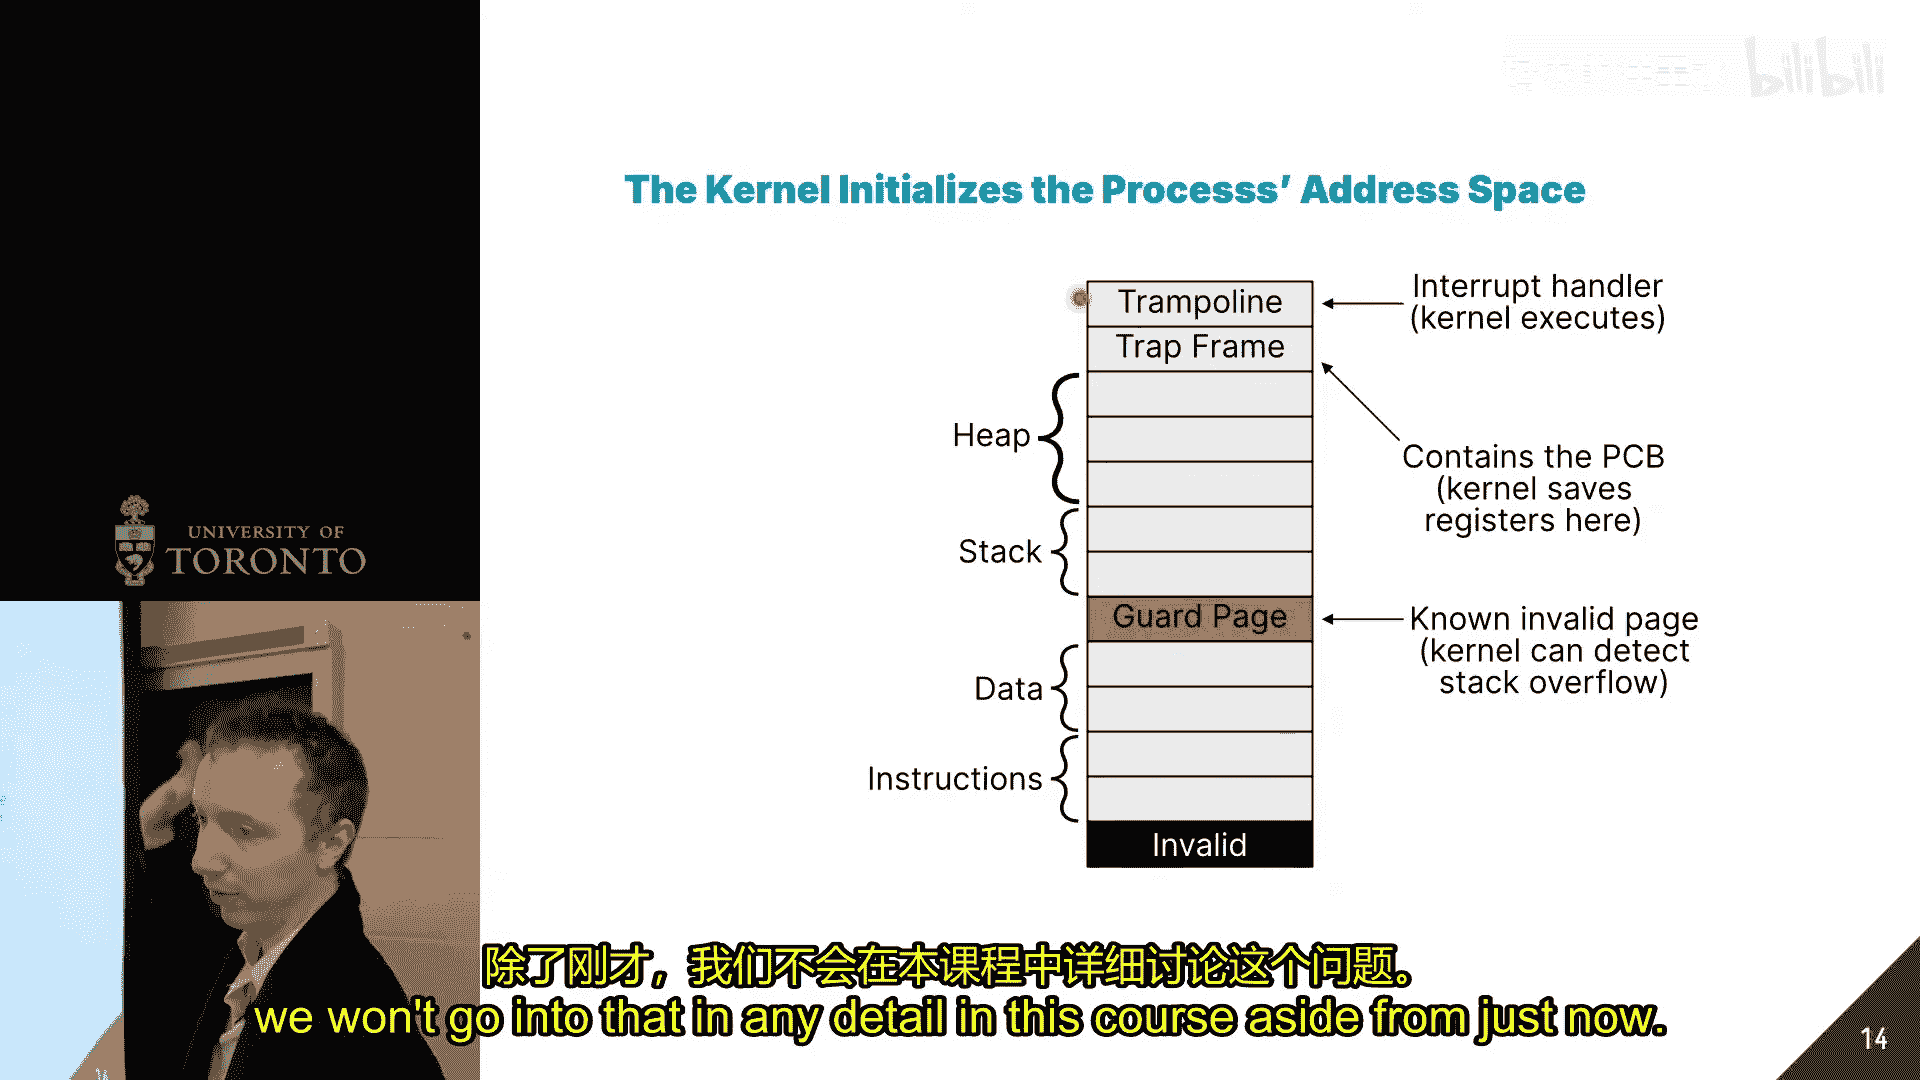 bilibili
The Kernel Initializes the Processs’ Address Space
Trampoline
Trap Frame
Heap
Stack
Guard Page
Data
Instructions
Invalid
Interrupt handler
(kernel executes)
Contains the PCB
(kernel saves
registers here)
Known invalid page
(kernel can detect
stack overflow)
UNIVERSITY OF
TORONTO
除了刚才，我们不会在本课程中详细讨论这个问题。
we won't go into that in any detail in this course aside from just now.
14